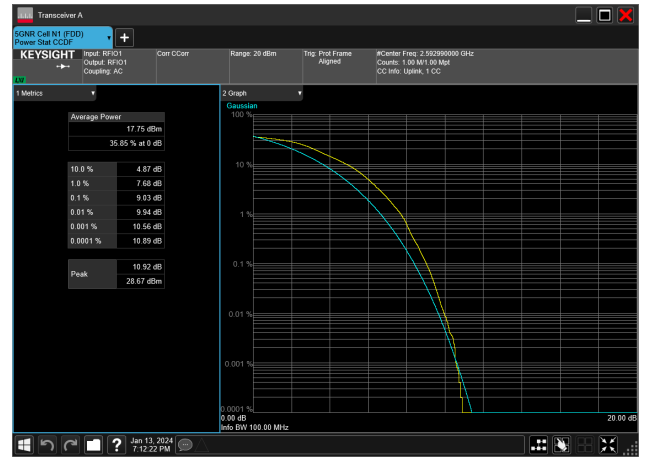 Transceiver A
5GNR Cell N1 (FDD)
Power Stat CCDF
+
KEYSIGHT
LXI
Input: RFIO1
Output: RFIO1
Coupling: AC
Corr CCorr
Range: 20 dBm
Trig: Prot Frame
Aligned
#Center Freq: 2.592990000 GHz
Counts: 1.00 M/1.00 Mpt
CC Info: Uplink, 1 CC
1 Metrics
Average Power
17.75 dBm
35.85 % at 0 dB
10.0 % 4.87 dB
1.0 % 7.68 dB
0.1 % 9.03 dB
0.01 % 9.94 dB
0.001 % 10.56 dB
0.0001 % 10.89 dB
Peak
10.92 dB
28.67 dBm
2 Graph
Gaussian
100 %
10 %
1 %
0.1 %
0.01 %
0.001 %
0.0001 %
0.00 dB
20.00 dB
Info BW 100.00 MHz
?
Jan 13, 2024
7:12:22 PM